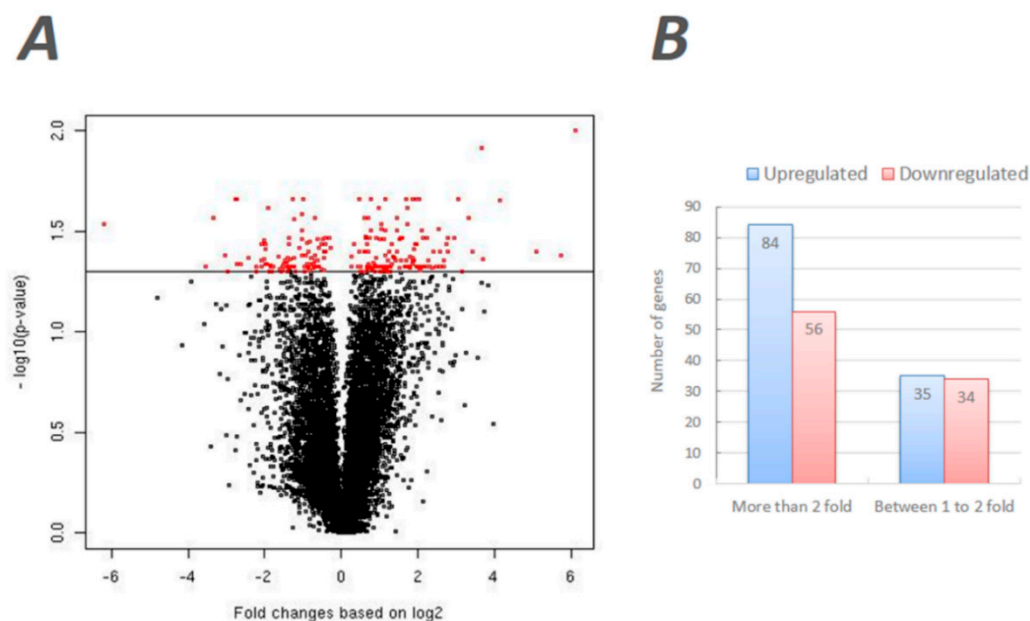 A
B
2.0
1.5
1.0
0.5
0.0
- log10(p-value)
-6 -4 -2 0 2 4 6
Fold changes based on log2
Upregulated Downregulated
90
80
70
60
50
40
30
20
10
0
Number of genes
84
56
35
34
More than 2 fold Between 1 to 2 fold